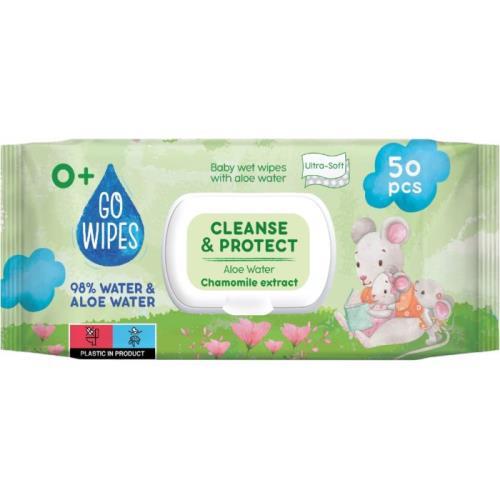 0+
GO
WIPES
98% WATER &
ALOE WATER
PLASTIC IN PRODUCT
Baby wet wipes
with aloe water
Ultra-Soft
CLEANSE
& PROTECT
Aloe Water
Chamomile extract
50
pcs